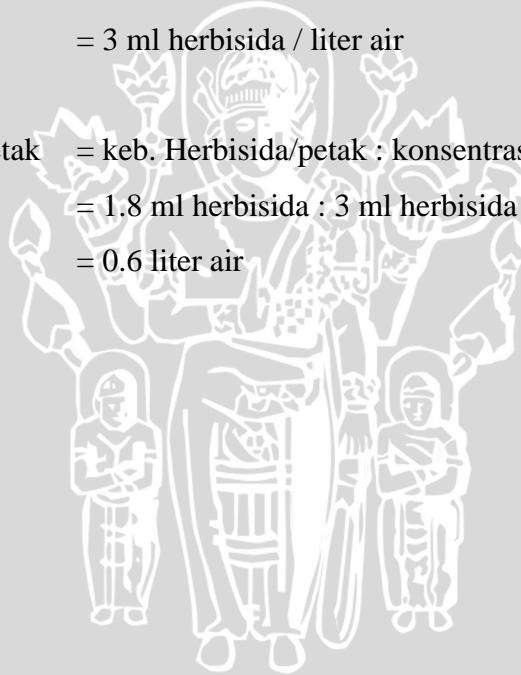 = 3 ml herbisida / liter air
etak = keb. Herbisida/petak : konsentras
= 1.8 ml herbisida : 3 ml herbisida
= 0.6 liter air